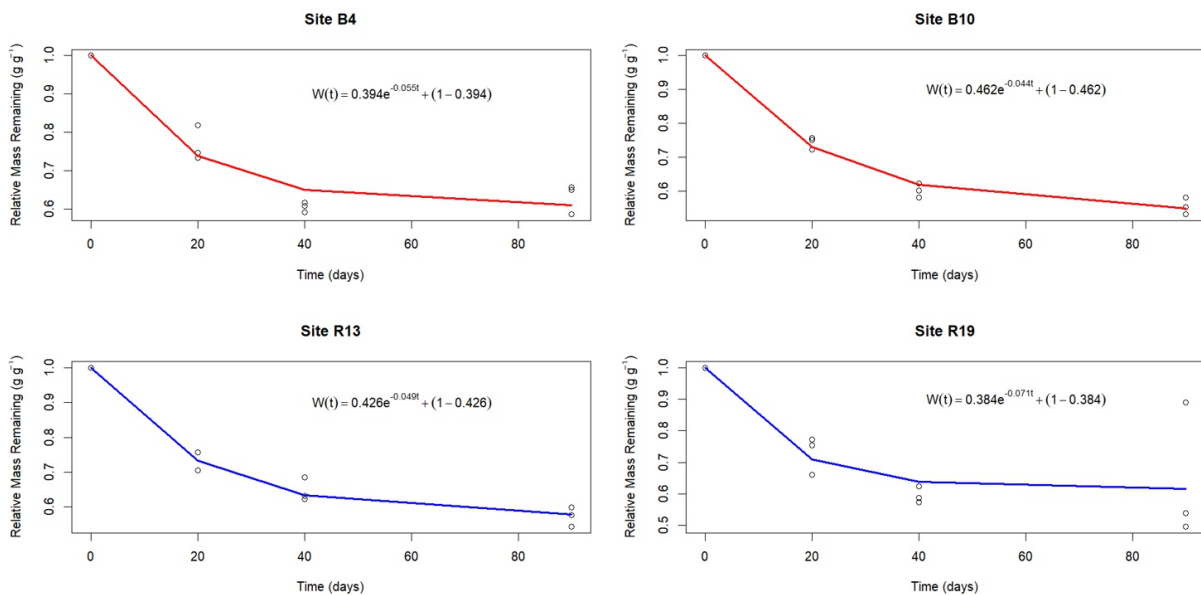 Site B4
Relative Mass Remaining (g g⁻¹)
1.0
0.9
0.8
0.7
0.6
W(t) = 0.394e^-0.055t + (1 − 0.394)
0 20 40 60 80
Time (days)
Site B10
Relative Mass Remaining (g g⁻¹)
1.0
0.9
0.8
0.7
0.6
W(t) = 0.462e^-0.044t + (1 − 0.462)
0 20 40 60 80
Time (days)
Site R13
Relative Mass Remaining (g g⁻¹)
1.0
0.9
0.8
0.7
0.6
W(t) = 0.426e^-0.049t + (1 − 0.426)
0 20 40 60 80
Time (days)
Site R19
Relative Mass Remaining (g g⁻¹)
1.0
0.9
0.8
0.7
0.6
0.5
W(t) = 0.384e^-0.071t + (1 − 0.384)
0 20 40 60 80
Time (days)